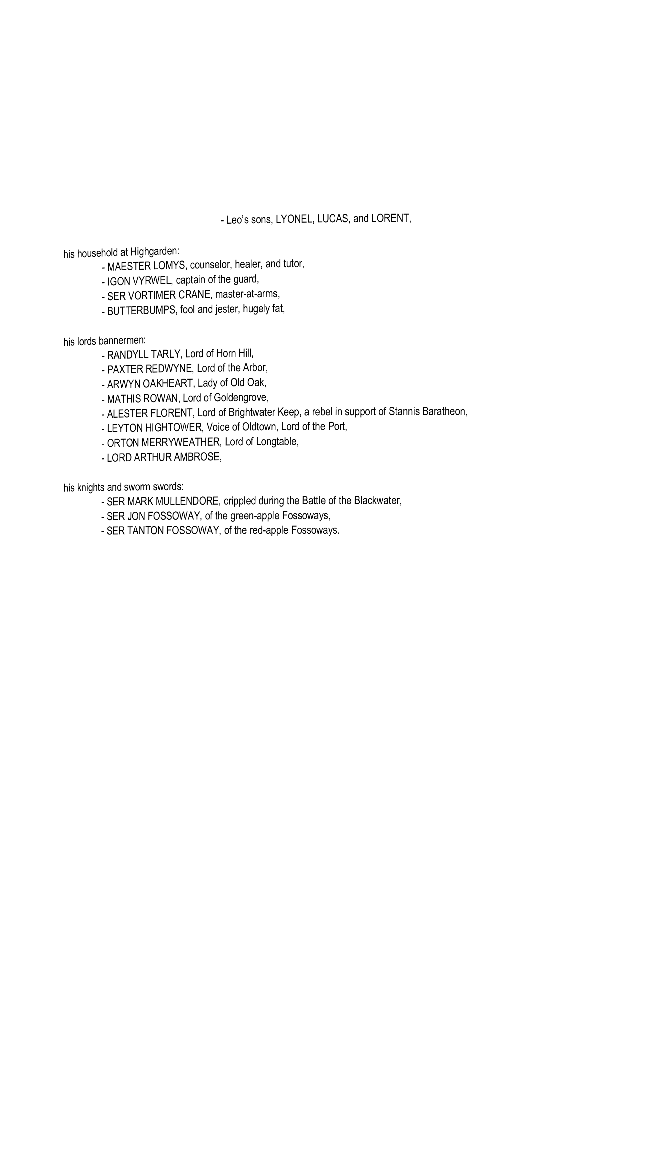 - Leo's sons, LYONEL, LUCAS, and LORENT,
his household at Highgarden:
- MAESTER LOMYS, counselor, healer, and tutor,
- IGON VYRWEL, captain of the guard,
- SER VORTIMER CRANE, master-at-arms,
- BUTTERBUMPS, fool and jester, hugely fat,
his lords bannermen:
- RANDYLL TARLY, Lord of Horn Hill,
- PAXTER REDWYNE, Lord of the Arbor,
- ARWYN OAKHEART, Lady of Old Oak,
- MATHIS ROWAN, Lord of Goldengrove,
- ALESTER FLORENT, Lord of Brightwater Keep, a rebel in support of Stannis Baratheon,
- LEYTON HIGHTOWER, Voice of Oldtown, Lord of the Port,
- ORTON MERRYWEATHER, Lord of Longtable,
- LORD ARTHUR AMBROSE,
his knights and sworm swords:
- SER MARK MULLENDORE, crippled during the Battle of the Blackwater,
- SER JON FOSSOWAY, of the green-apple Fossoways,
- SER TANTON FOSSOWAY, of the red-apple Fossoways.